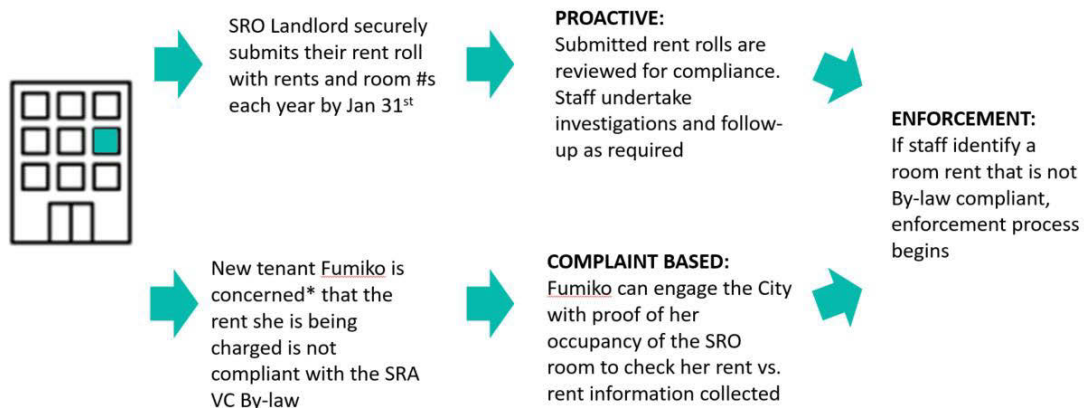 SRO Landlord securely
submits their rent roll
with rents and room #s
each year by Jan 31st
PROACTIVE:
Submitted rent rolls are
reviewed for compliance.
Staff undertake
investigations and follow-
up as required
ENFORCEMENT:
If staff identify a
room rent that is not
By-law compliant,
enforcement process
begins
New tenant Fumiko is
concerned* that the
rent she is being
charged is not
compliant with the SRA
VC By-law
COMPLAINT BASED:
Fumiko can engage the City
with proof of her
occupancy of the SRO
room to check her rent vs.
rent information collected